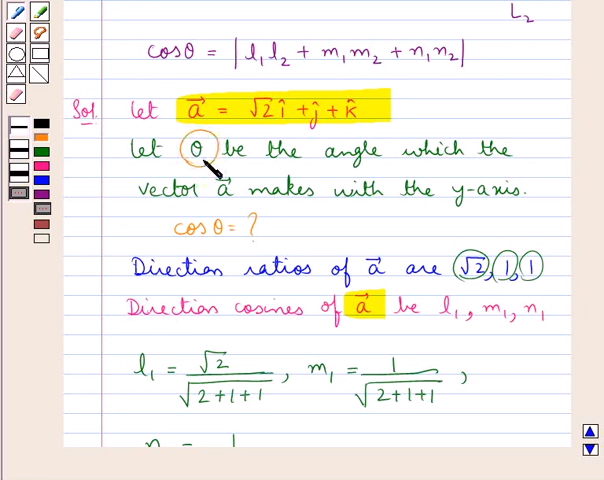 L₂
cosθ = | l₁l₂ + m₁m₂ + n₁n₂ |
Sol. Let a⃗ = √2 î + ĵ + k̂
Let θ be the angle which the
vector a⃗ makes with the y-axis.
cosθ = ?
Direction ratios of a⃗ are √2, 1, 1
Direction cosines of a⃗ be l₁, m₁, n₁
l₁ = √2 / √(2+1+1) , m₁ = 1 / √(2+1+1) ,
n = 1